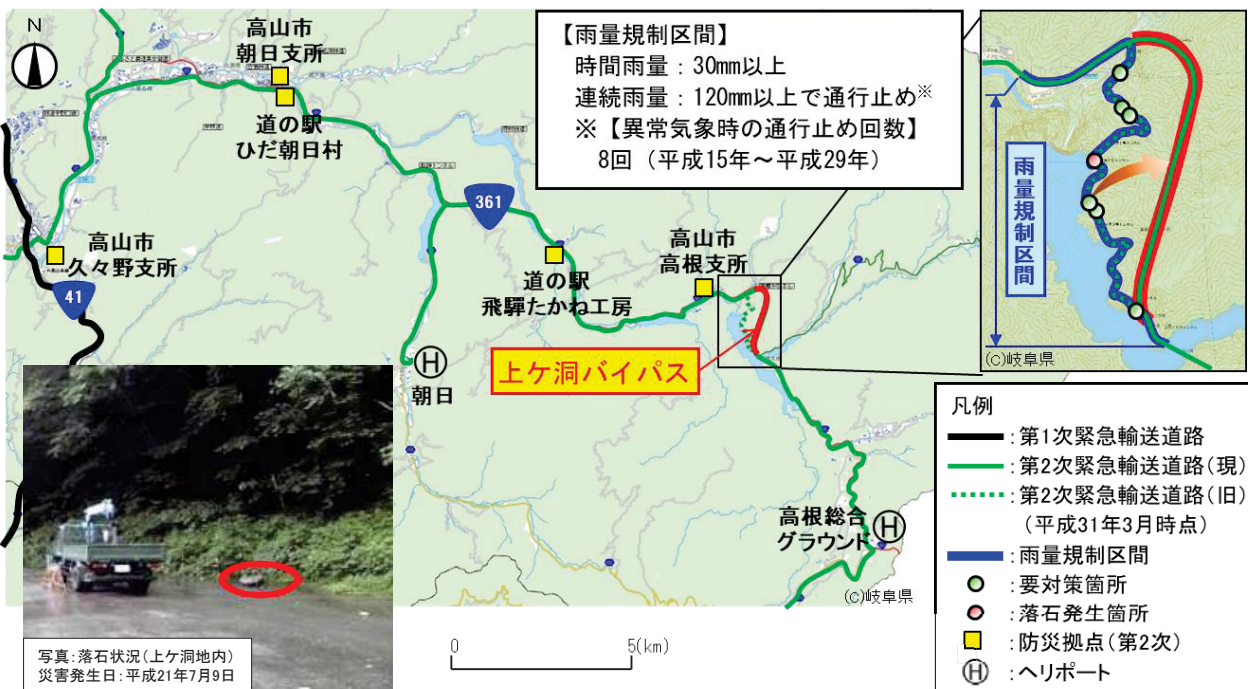 N
高山市
朝日支所
道の駅
ひだ朝日村
高山市
久々野支所
41
361
道の駅
飛騨たかね工房
高山市
高根支所
上ケ洞バイパス
朝日
高根総合
グラウンド
(c)岐阜県
【雨量規制区間】
時間雨量:30mm以上
連続雨量:120mm以上で通行止め※
※【異常気象時の通行止め回数】
8回(平成15年～平成29年)
雨量規制区間
(c)岐阜県
凡例
:第1次緊急輸送道路
:第2次緊急輸送道路(現)
:第2次緊急輸送道路(旧)
(平成31年3月時点)
:雨量規制区間
:要対策箇所
:落石発生箇所
:防災拠点(第2次)
H:ヘリポート
H
H
写真:落石状況(上ケ洞地内)
災害発生日:平成21年7月9日
0 5(km)